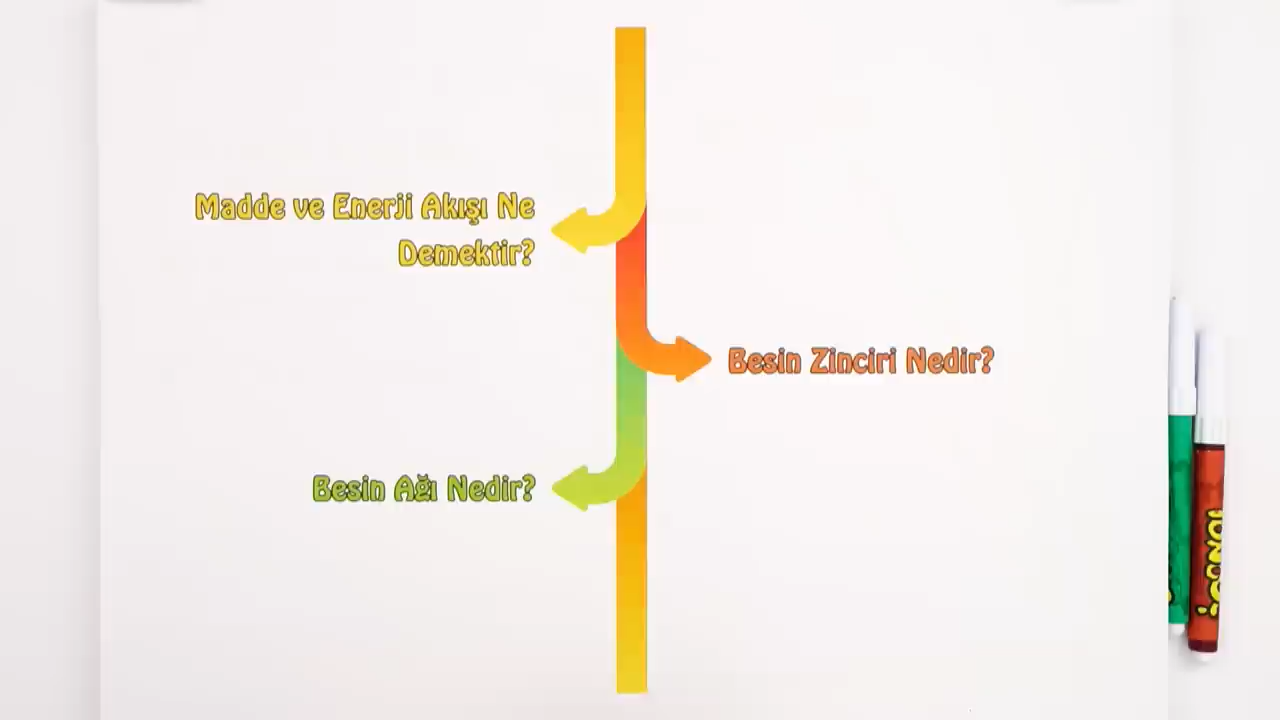 Madde ve Enerji Akışı Ne
Demektir?
Besin Zinciri Nedir?
Besin Ağı Nedir?